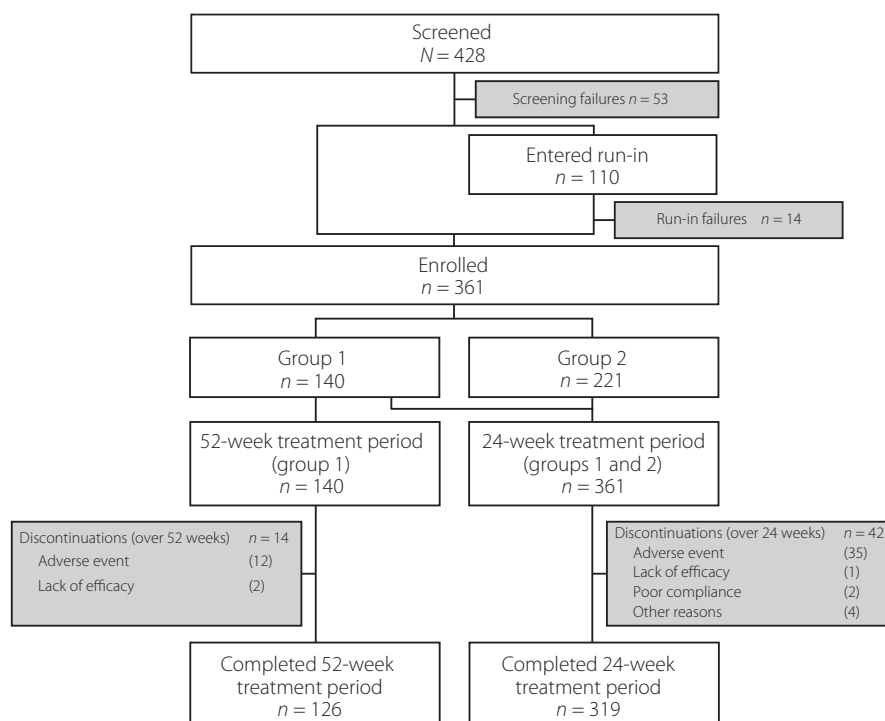 Screened
N = 428
Screening failures n = 53
Entered run-in
n = 110
Run-in failures n = 14
Enrolled
n = 361
Group 1
n = 140
Group 2
n = 221
52-week treatment period
(group 1)
n = 140
24-week treatment period
(groups 1 and 2)
n = 361
Discontinuations (over 52 weeks) n = 14
Adverse event (12)
Lack of efficacy (2)
Discontinuations (over 24 weeks) n = 42
Adverse event (35)
Lack of efficacy (1)
Poor compliance (2)
Other reasons (4)
Completed 52-week
treatment period
n = 126
Completed 24-week
treatment period
n = 319